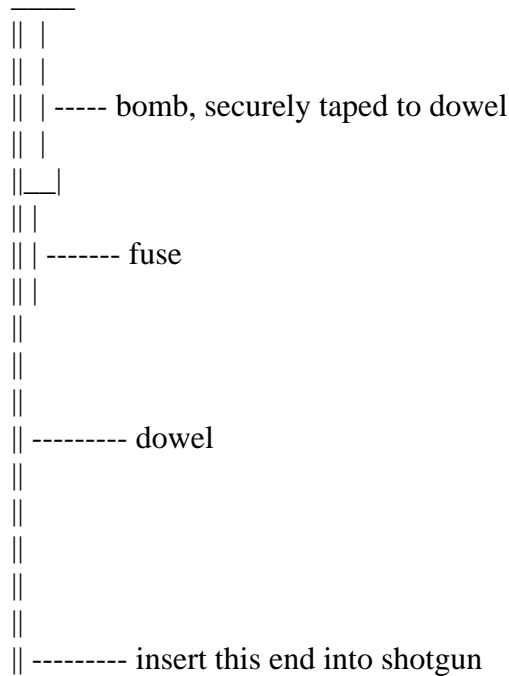 bomb, securely taped to dowel
fuse
dowel
insert this end into shotgun